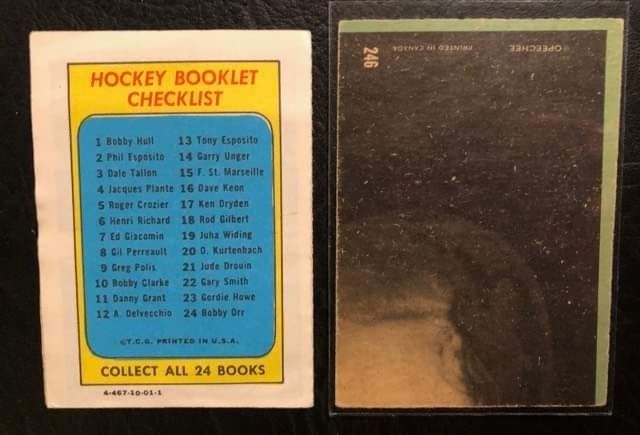 HOCKEY BOOKLET
CHECKLIST
1 Bobby Hull
2 Phil Esposito
3 Dale Tallon
4 Jacques Plante
5 Roger Crozier
6 Henri Richard
7 Ed Giacomin
8 Gil Perreault
9 Greg Polis
10 Bobby Clarke
11 Danny Grant
12 A. Delvecchio
13 Tony Esposito
14 Garry Unger
15 F. St. Marseille
16 Dave Keon
17 Ken Dryden
18 Rod Gilbert
19 Juha Widing
20 O. Kurtenbach
21 Jude Drouin
22 Gary Smith
23 Gordie Howe
24 Bobby Orr
©T.C.G. PRINTED IN U.S.A.
COLLECT ALL 24 BOOKS
4-467-10-01-1
246
PRINTED IN CANADA
©OPEECHEE